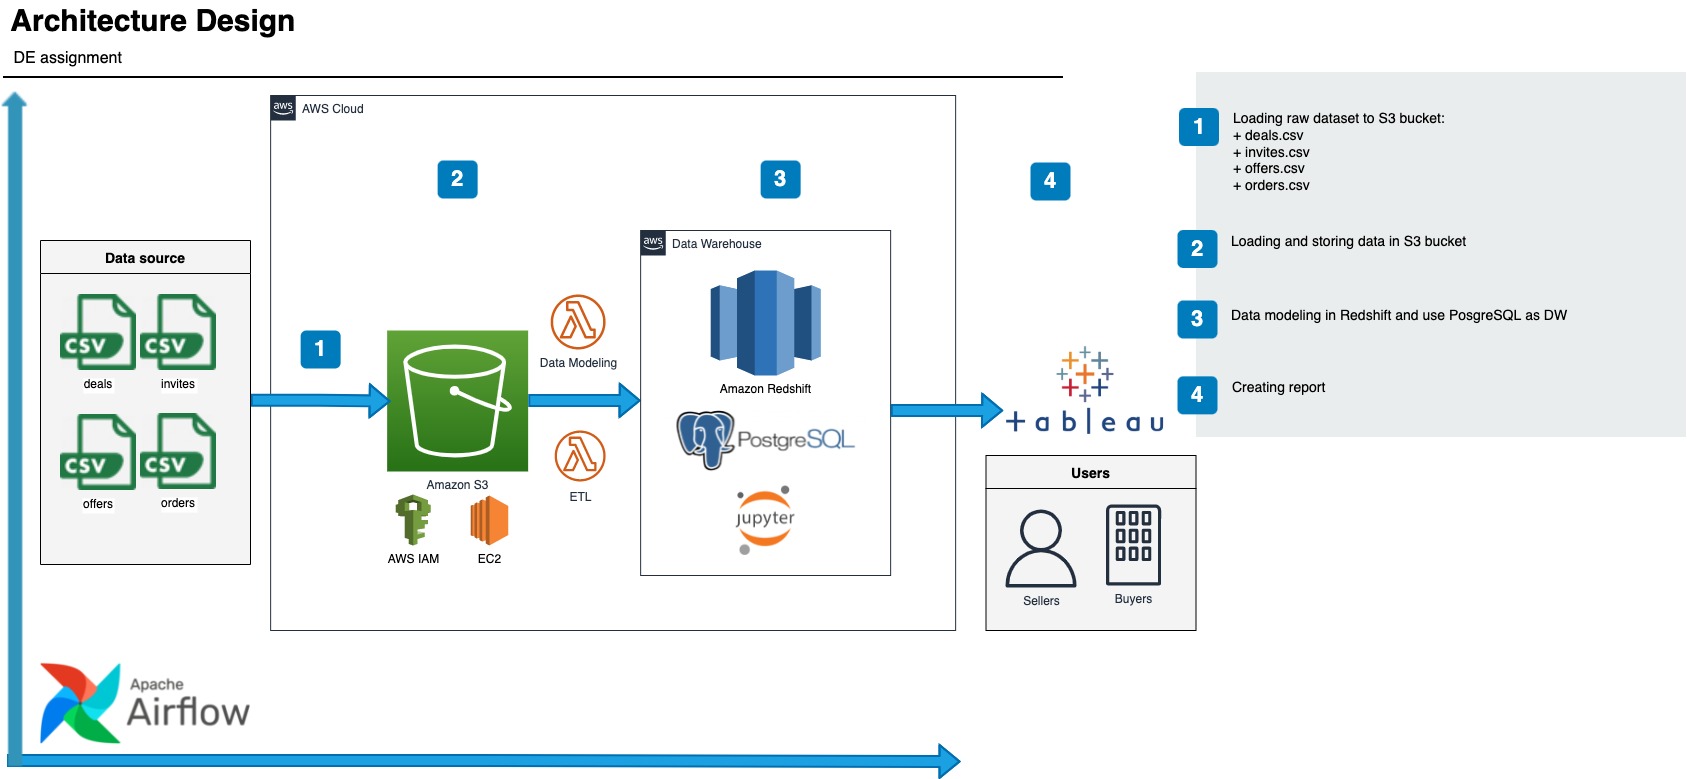 Architecture Design
DE assignment
aws
AWS Cloud
2
3
4
1
Loading raw dataset to S3 bucket:
+ deals.csv
+ invites.csv
+ offers.csv
+ orders.csv
2
Loading and storing data in S3 bucket
3
Data modeling in Redshift and use PosgreSQL as DW
4
Creating report
Data source
CSV
deals
CSV
invites
CSV
offers
CSV
orders
1
Amazon S3
AWS IAM
EC2
Data Modeling
ETL
aws
Data Warehouse
Amazon Redshift
PostgreSQL
jupyter
+ a b | e a u
Users
Sellers
Buyers
Apache
Airflow